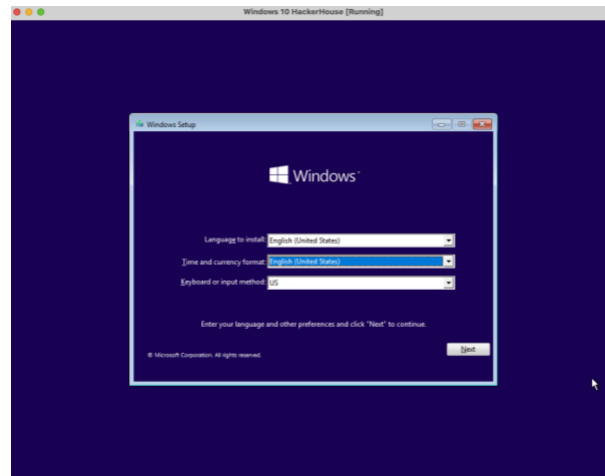 Windows 10 HackerHouse [Running]
Windows Setup
Windows
Language to install: English (United States)
Time and currency format: English (United States)
Keyboard or input method: US
Enter your language and other preferences and click "Next" to continue.
© Microsoft Corporation. All rights reserved.
Next